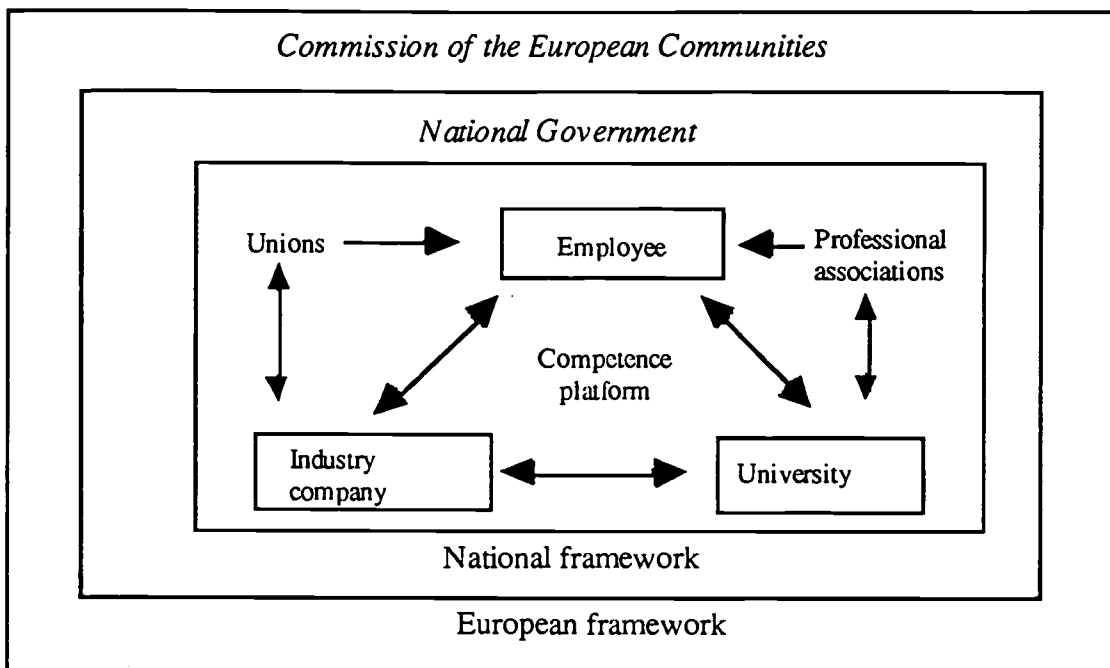 Commission of the European Communities
National Government
Unions
Employee
Professional
associations
Competence
platform
Industry
company
University
National framework
European framework